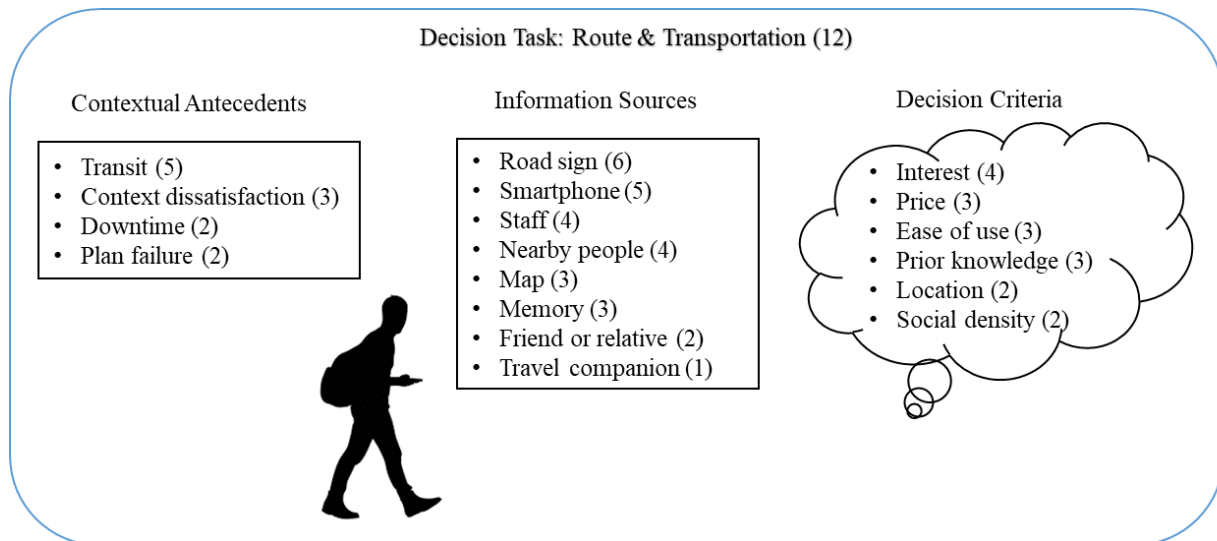 Decision Task: Route & Transportation (12)
Contextual Antecedents
• Transit (5)
• Context dissatisfaction (3)
• Downtime (2)
• Plan failure (2)
Information Sources
• Road sign (6)
• Smartphone (5)
• Staff (4)
• Nearby people (4)
• Map (3)
• Memory (3)
• Friend or relative (2)
• Travel companion (1)
Decision Criteria
• Interest (4)
• Price (3)
• Ease of use (3)
• Prior knowledge (3)
• Location (2)
• Social density (2)